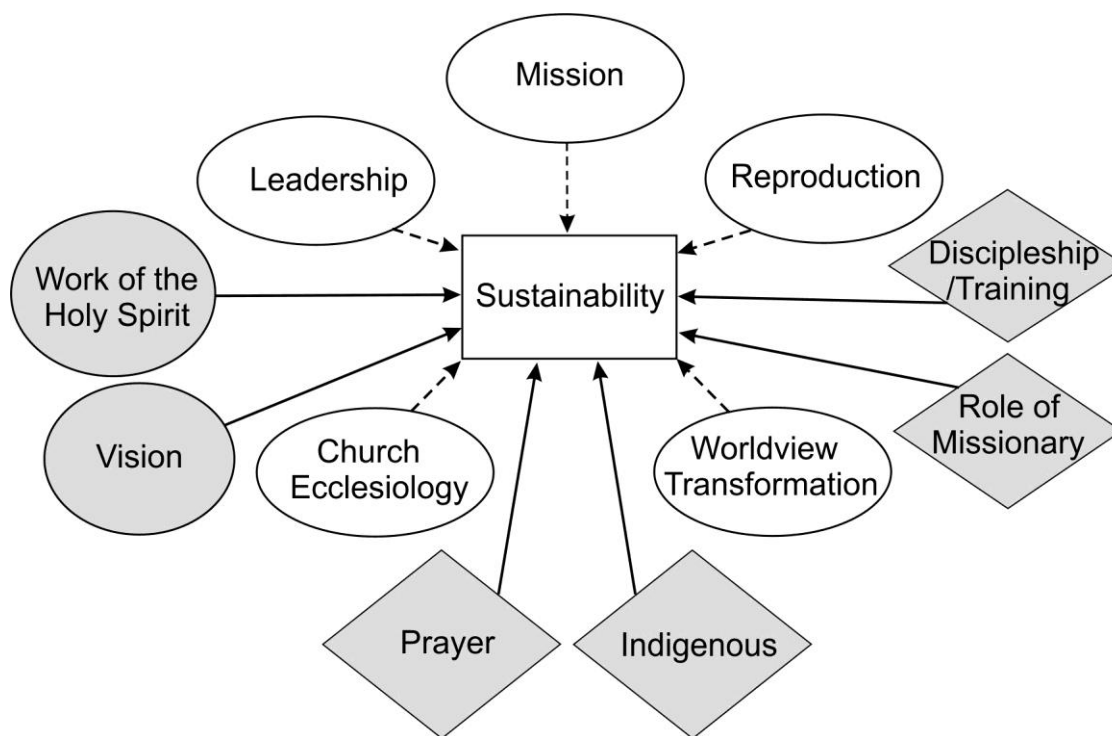 Mission
Leadership
Reproduction
Work of the
Holy Spirit
Sustainability
Discipleship
/Training
Vision
Church
Ecclesiology
Worldview
Transformation
Role of
Missionary
Prayer
Indigenous